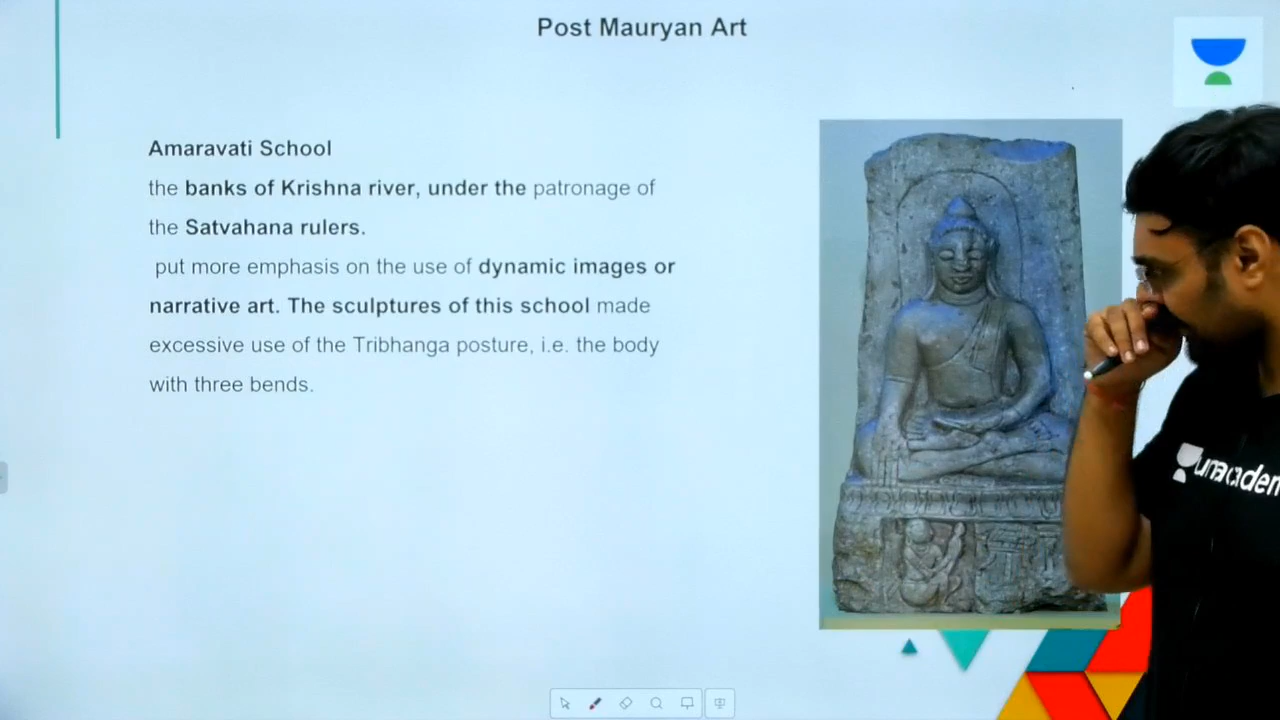 Post Mauryan Art
Amaravati School
the banks of Krishna river, under the patronage of
the Satvahana rulers.
put more emphasis on the use of dynamic images or
narrative art. The sculptures of this school made
excessive use of the Tribhanga posture, i.e. the body
with three bends.